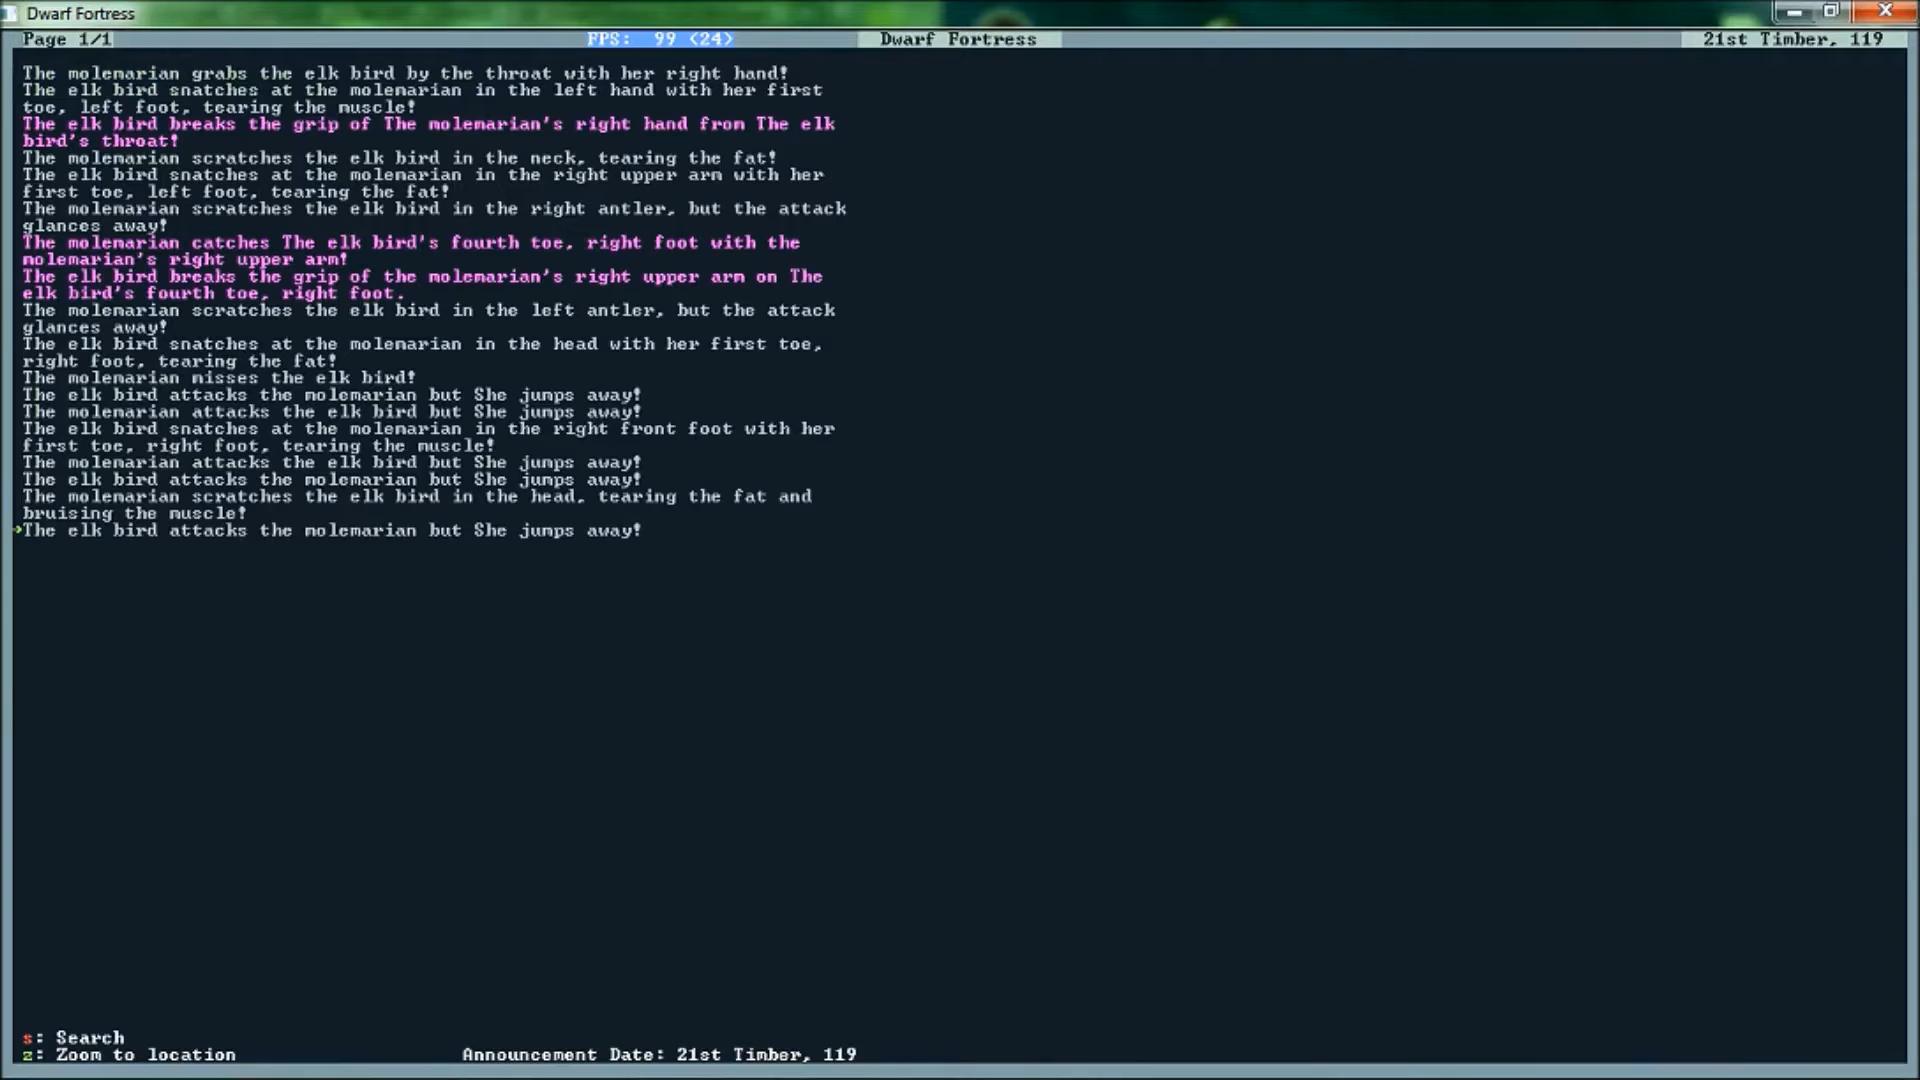 Dwarf Fortress
Page 1/1 FPS: 99 (24) Dwarf Fortress 21st Timber, 119
The molemarian grabs the elk bird by the throat with her right hand!
The elk bird snatches at the molemarian in the left hand with her first
toe, left foot, tearing the muscle!
The elk bird breaks the grip of The molemarian's right hand from The elk
bird's throat!
The molemarian scratches the elk bird in the neck, tearing the fat!
The elk bird snatches at the molemarian in the right upper arm with her
first toe, left foot, tearing the fat!
The molemarian scratches the elk bird in the right antler, but the attack
glances away!
The molemarian catches The elk bird's fourth toe, right foot with the
molemarian's right upper arm!
The elk bird breaks the grip of the molemarian's right upper arm on The
elk bird's fourth toe, right foot.
The molemarian scratches the elk bird in the left antler, but the attack
glances away!
The elk bird snatches at the molemarian in the head with her first toe,
right foot, tearing the fat!
The molemarian misses the elk bird!
The elk bird attacks the molemarian but She jumps away!
The molemarian attacks the elk bird but She jumps away!
The elk bird snatches at the molemarian in the right front foot with her
first toe, right foot, tearing the muscle!
The molemarian attacks the elk bird but She jumps away!
The elk bird attacks the molemarian but She jumps away!
The molemarian scratches the elk bird in the head, tearing the fat and
bruising the muscle!
The elk bird attacks the molemarian but She jumps away!
s: Search
z: Zoom to location Announcement Date: 21st Timber, 119